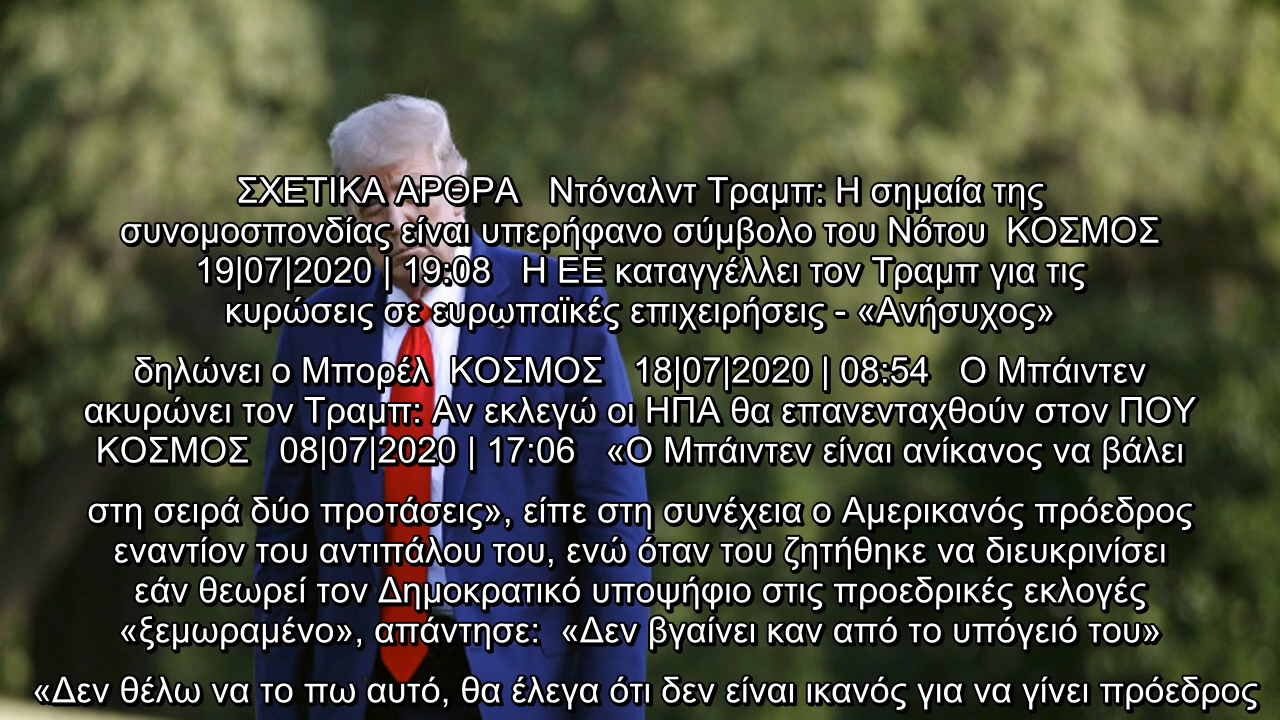 ΣΧΕΤΙΚΑ ΑΡΘΡΑ   Ντόναλντ Τραμπ: Η σημαία της
συνομοσπονδίας είναι υπερήφανο σύμβολο του Νότου  ΚΟΣΜΟΣ
19|07|2020 | 19:08   Η ΕΕ καταγγέλλει τον Τραμπ για τις
κυρώσεις σε ευρωπαϊκές επιχειρήσεις - «Ανήσυχος»
δηλώνει ο Μπορέλ  ΚΟΣΜΟΣ   18|07|2020 | 08:54   Ο Μπάιντεν
ακυρώνει τον Τραμπ: Αν εκλεγώ οι ΗΠΑ θα επανενταχθούν στον ΠΟΥ
ΚΟΣΜΟΣ   08|07|2020 | 17:06   «Ο Μπάιντεν είναι ανίκανος να βάλει
στη σειρά δύο προτάσεις», είπε στη συνέχεια ο Αμερικανός πρόεδρος
εναντίον του αντιπάλου του, ενώ όταν του ζητήθηκε να διευκρινίσει
εάν θεωρεί τον Δημοκρατικό υποψήφιο στις προεδρικές εκλογές
«ξεμωραμένο», απάντησε:  «Δεν βγαίνει καν από το υπόγειό του»
«Δεν θέλω να το πω αυτό, θα έλεγα ότι δεν είναι ικανός για να γίνει πρόεδρος